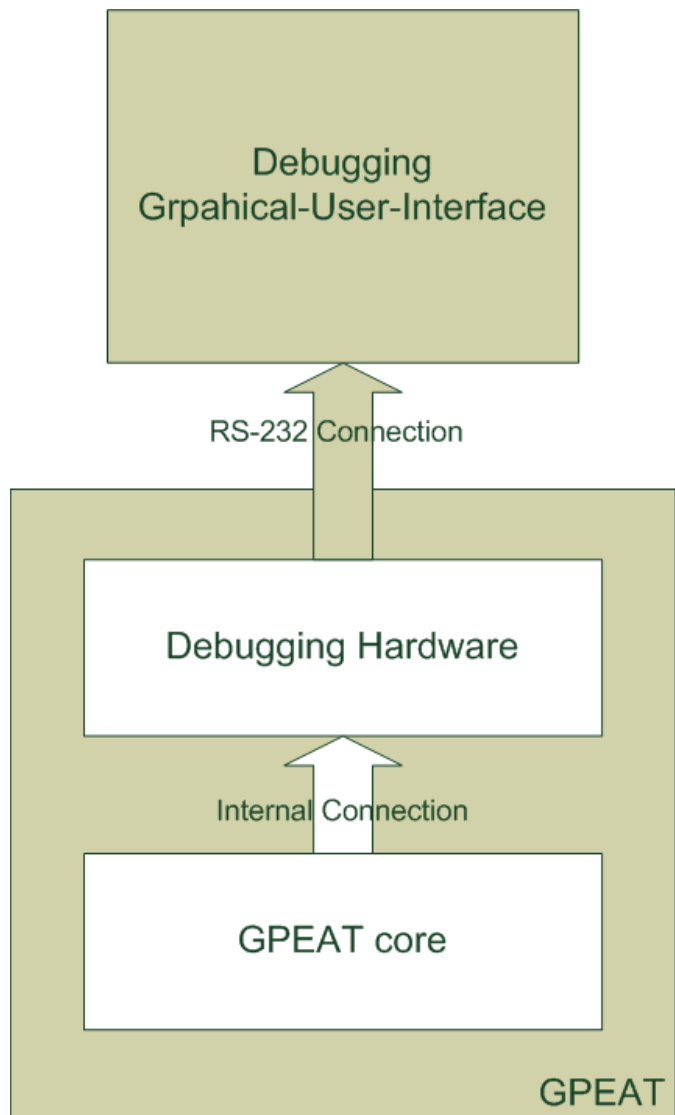 Debugging
Grpahical-User-Interface
RS-232 Connection
Debugging Hardware
Internal Connection
GPEAT core
GPEAT